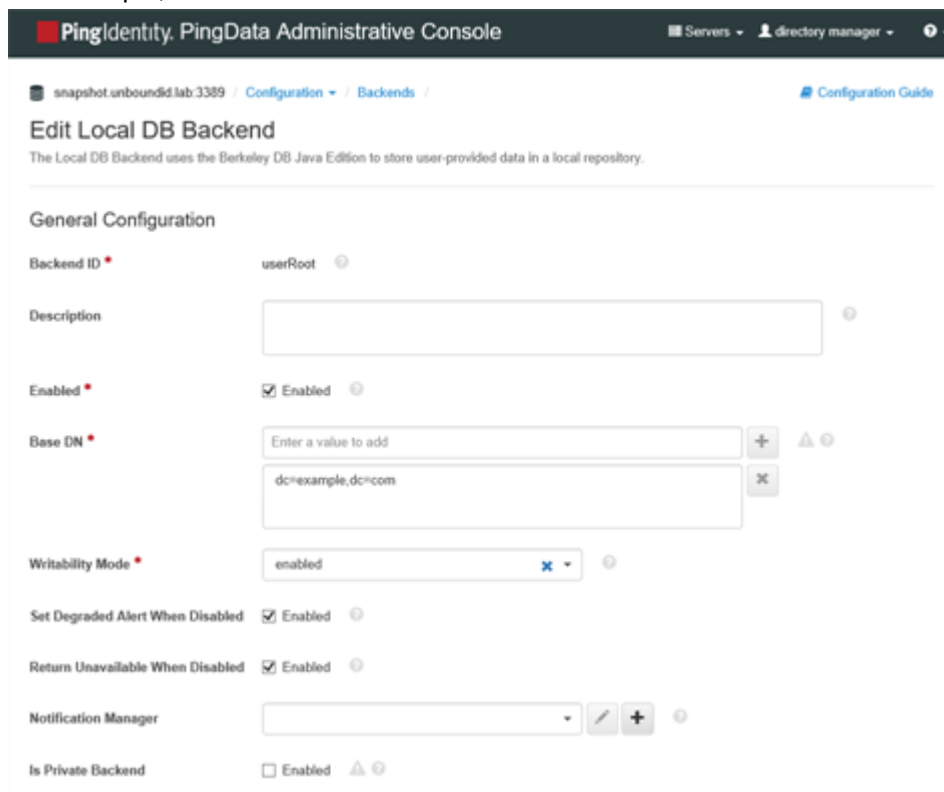 PingIdentity. PingData Administrative Console Servers directory manager
snapshot.unboundid.lab:3389 / Configuration / Backends / Configuration Guide
Edit Local DB Backend
The Local DB Backend uses the Berkeley DB Java Edition to store user-provided data in a local repository.
General Configuration
Backend ID * userRoot
Description
Enabled * Enabled
Base DN * Enter a value to add
dc=example,dc=com
Writability Mode * enabled
Set Degraded Alert When Disabled Enabled
Return Unavailable When Disabled Enabled
Notification Manager
Is Private Backend Enabled